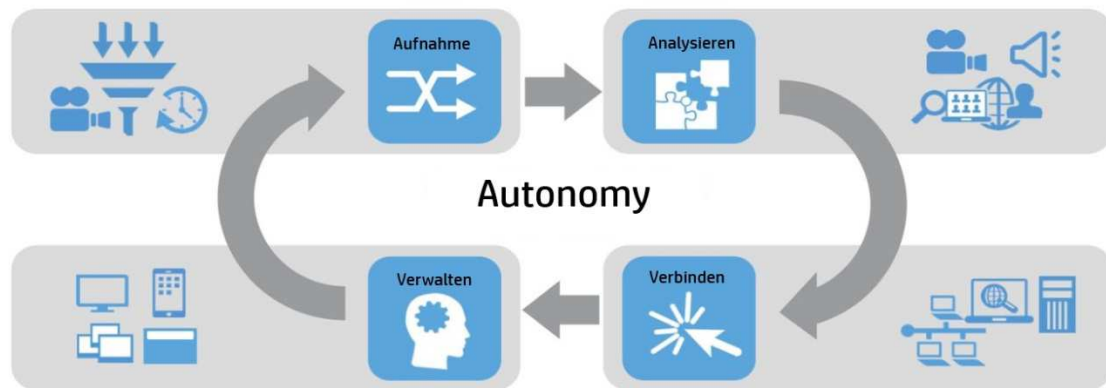 Aufnahme
Analysieren
Autonomy
Verwalten
Verbinden